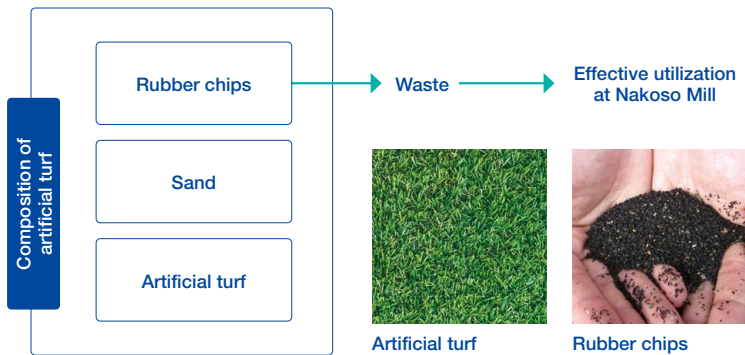 Composition of
artificial turf
Rubber chips
Sand
Artificial turf
Waste
Effective utilization
at Nakoso Mill
Artificial turf
Rubber chips